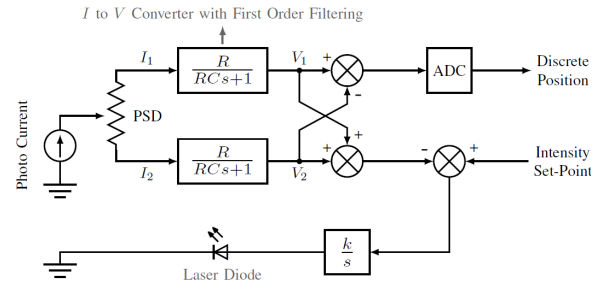 I to V Converter with First Order Filtering
I₁
R
RCs+1
V₁
+
-
ADC
Discrete
Position
Photo Current
PSD
+
I₂
R
RCs+1
V₂
+
-
+
Intensity
Set-Point
k
s
Laser Diode